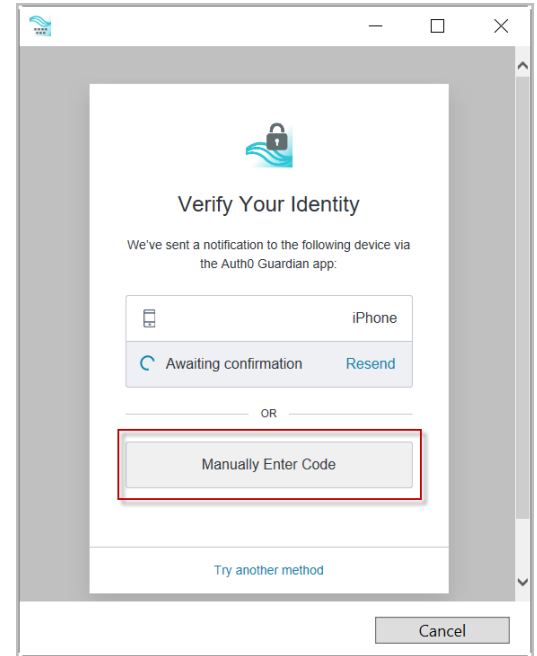 Verify Your Identity
We've sent a notification to the following device via
the Auth0 Guardian app:
iPhone
Awaiting confirmation Resend
OR
Manually Enter Code
Try another method
Cancel